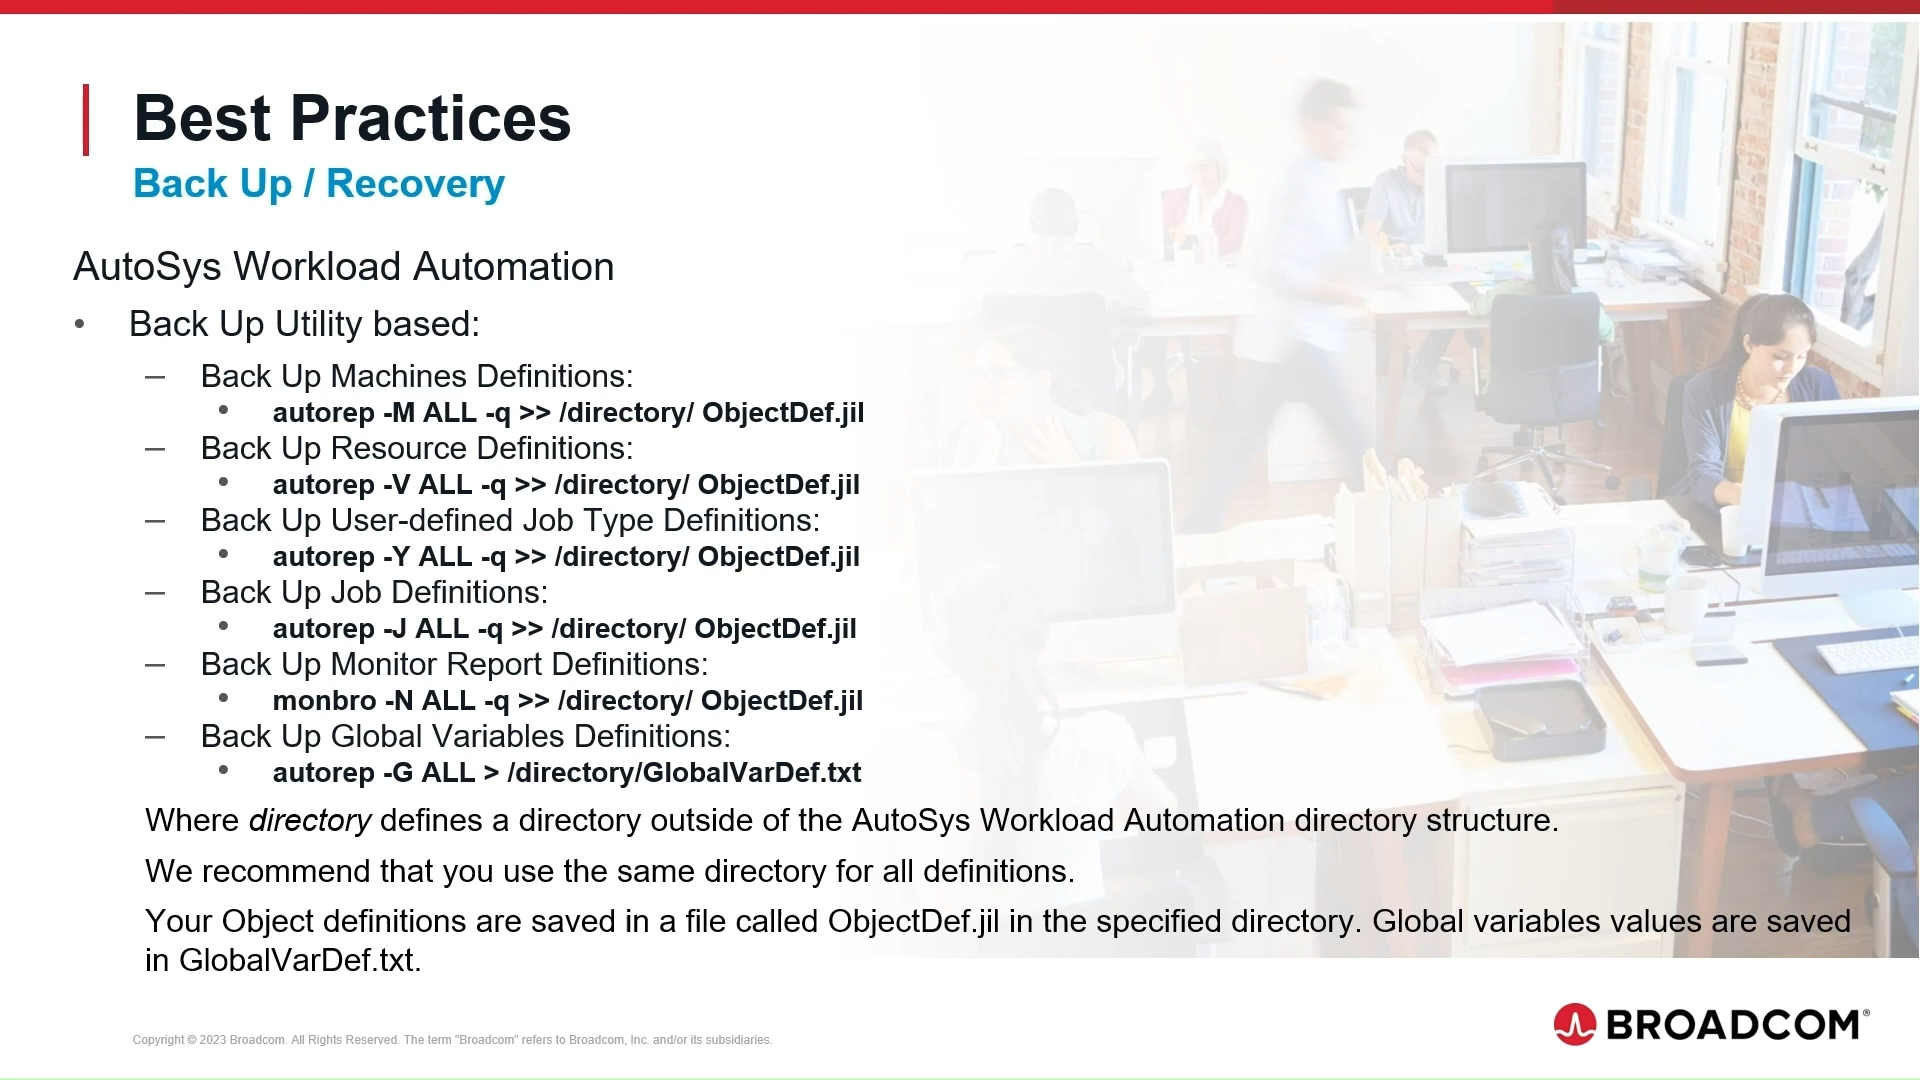 Best Practices
Back Up / Recovery
AutoSys Workload Automation
• Back Up Utility based:
– Back Up Machines Definitions:
• autorep -M ALL -q >> /directory/ ObjectDef.jil
– Back Up Resource Definitions:
• autorep -V ALL -q >> /directory/ ObjectDef.jil
– Back Up User-defined Job Type Definitions:
• autorep -Y ALL -q >> /directory/ ObjectDef.jil
– Back Up Job Definitions:
• autorep -J ALL -q >> /directory/ ObjectDef.jil
– Back Up Monitor Report Definitions:
• monbro -N ALL -q >> /directory/ ObjectDef.jil
– Back Up Global Variables Definitions:
• autorep -G ALL > /directory/GlobalVarDef.txt
Where directory defines a directory outside of the AutoSys Workload Automation directory structure.
We recommend that you use the same directory for all definitions.
Your Object definitions are saved in a file called ObjectDef.jil in the specified directory. Global variables values are saved
in GlobalVarDef.txt.
Copyright © 2023 Broadcom. All Rights Reserved. The term "Broadcom" refers to Broadcom, Inc. and/or its subsidiaries.
BROADCOM®